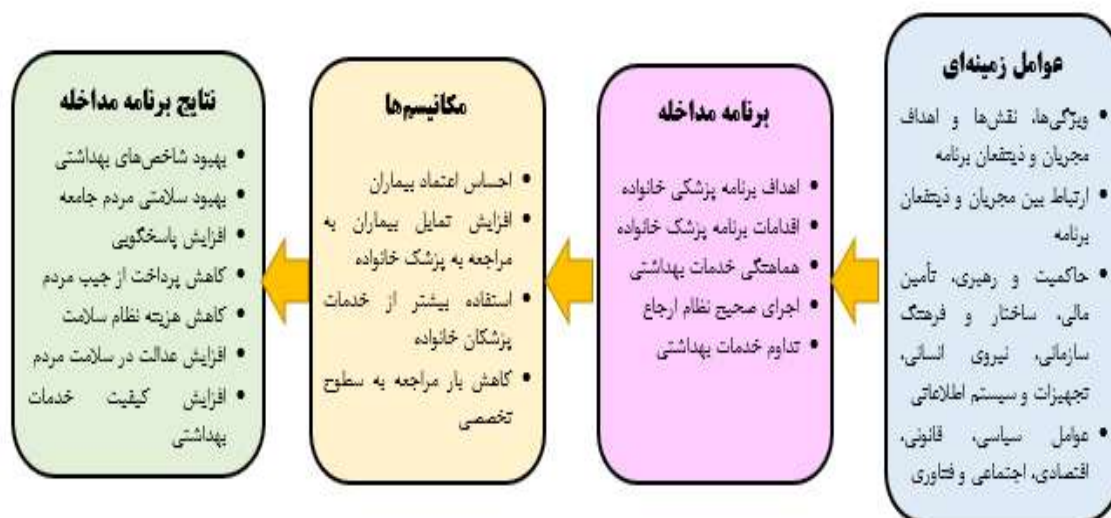 عوامل زمینه‌ای
• ویژگی‌ها، نقش‌ها و اهداف
مجریان و ذینفعان برنامه
• ارتباط بین مجریان و ذینفعان
برنامه
• حاکمیت و رهبری، تأمین
مالی، ساختار و فرهنگ
سازمانی، نیروی انسانی،
تجهیزات و سیستم اطلاعاتی
• عوامل سیاسی، قانونی،
اقتصادی، اجتماعی و فناوری
برنامه مداخله
• اهداف برنامه پزشکی خانواده
• اقدامات برنامه پزشک خانواده
• هماهنگی خدمات بهداشتی
• اجرای صحیح نظام ارجاع
• تداوم خدمات بهداشتی
مکانیسم‌ها
• احساس اعتماد بیماران
• افزایش تمایل بیماران به
مراجعه به پزشک خانواده
• استفاده بیشتر از خدمات
پزشکان خانواده
• کاهش بار مراجعه به سطوح
تخصصی
نتایج برنامه مداخله
• بهبود شاخص‌های بهداشتی
• بهبود سلامتی مردم جامعه
• افزایش پاسخگویی
• کاهش پرداخت از جیب مردم
• کاهش هزینه نظام سلامت
• افزایش عدالت در سلامت مردم
• افزایش کیفیت خدمات
بهداشتی